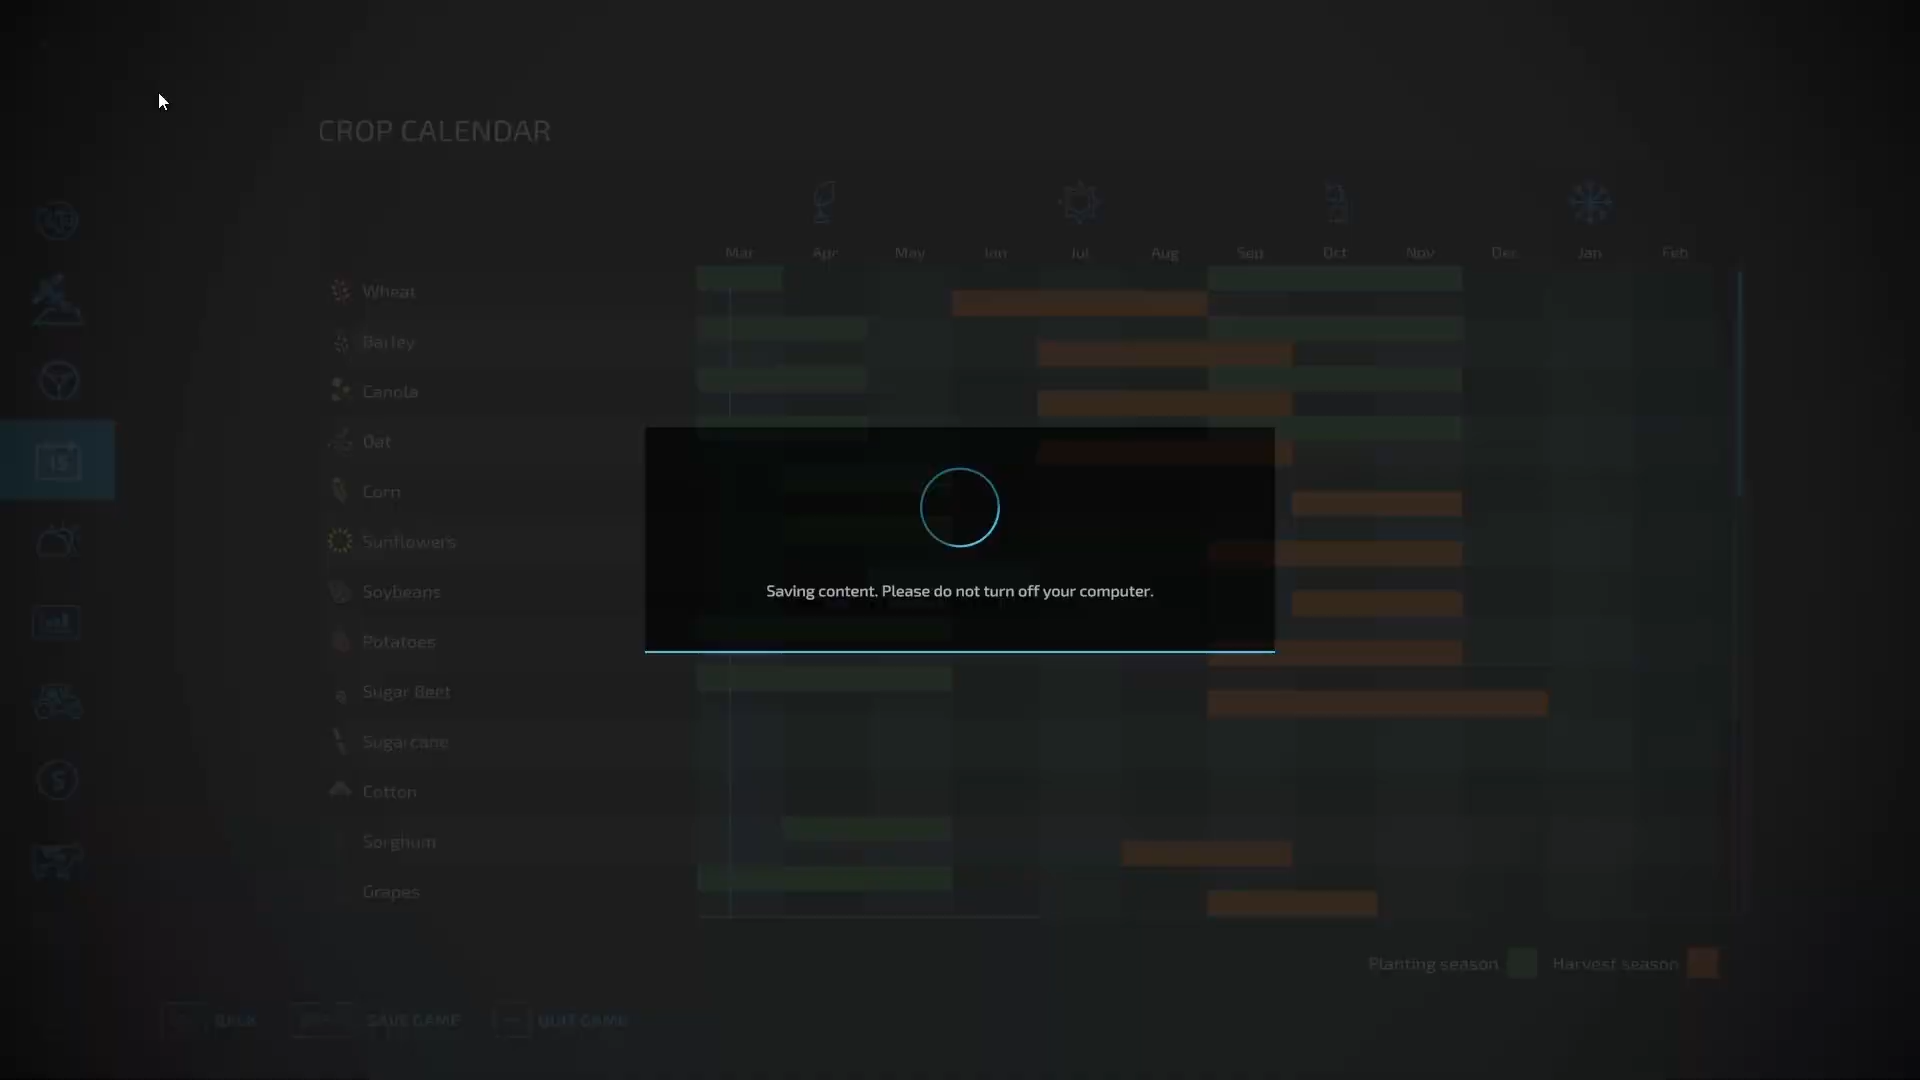 CROP CALENDAR
Mar Apr May Jun Jul Aug Sep Oct Nov Dec Jan Feb
Wheat
Barley
Canola
Oat
Corn
Sunflowers
Saving content. Please do not turn off your computer.
Soybeans
Potatoes
Sugar Beet
Sugarcane
Cotton
Sorghum
Grapes
Planting season Harvest season
BACK SAVE GAME QUIT GAME